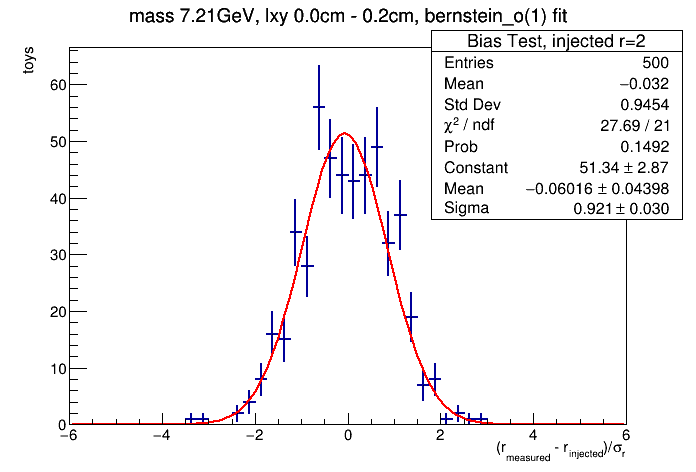 mass 7.21GeV, lxy 0.0cm - 0.2cm, bernstein_o(1) fit
toys
Bias Test, injected r=2
Entries 500
Mean −0.032
Std Dev 0.9454
χ² / ndf 27.69 / 21
Prob 0.1492
Constant 51.34 ± 2.87
Mean −0.06016 ± 0.04398
Sigma 0.921 ± 0.030
60
50
40
30
20
10
0
−6 −4 −2 0 2 4 6
(r_measured - r_injected)/σ_r